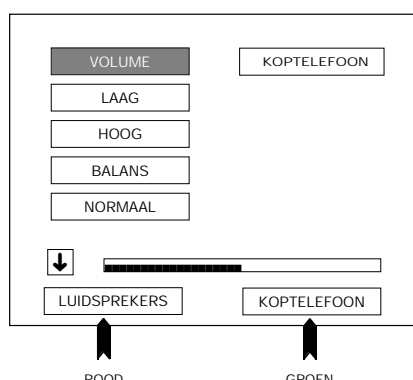 VOLUME KOPTELEFOON
LAAG
HOOG
BALANS
NORMAAL
LUIDSPREKERS KOPTELEFOON
ROOD GROEN